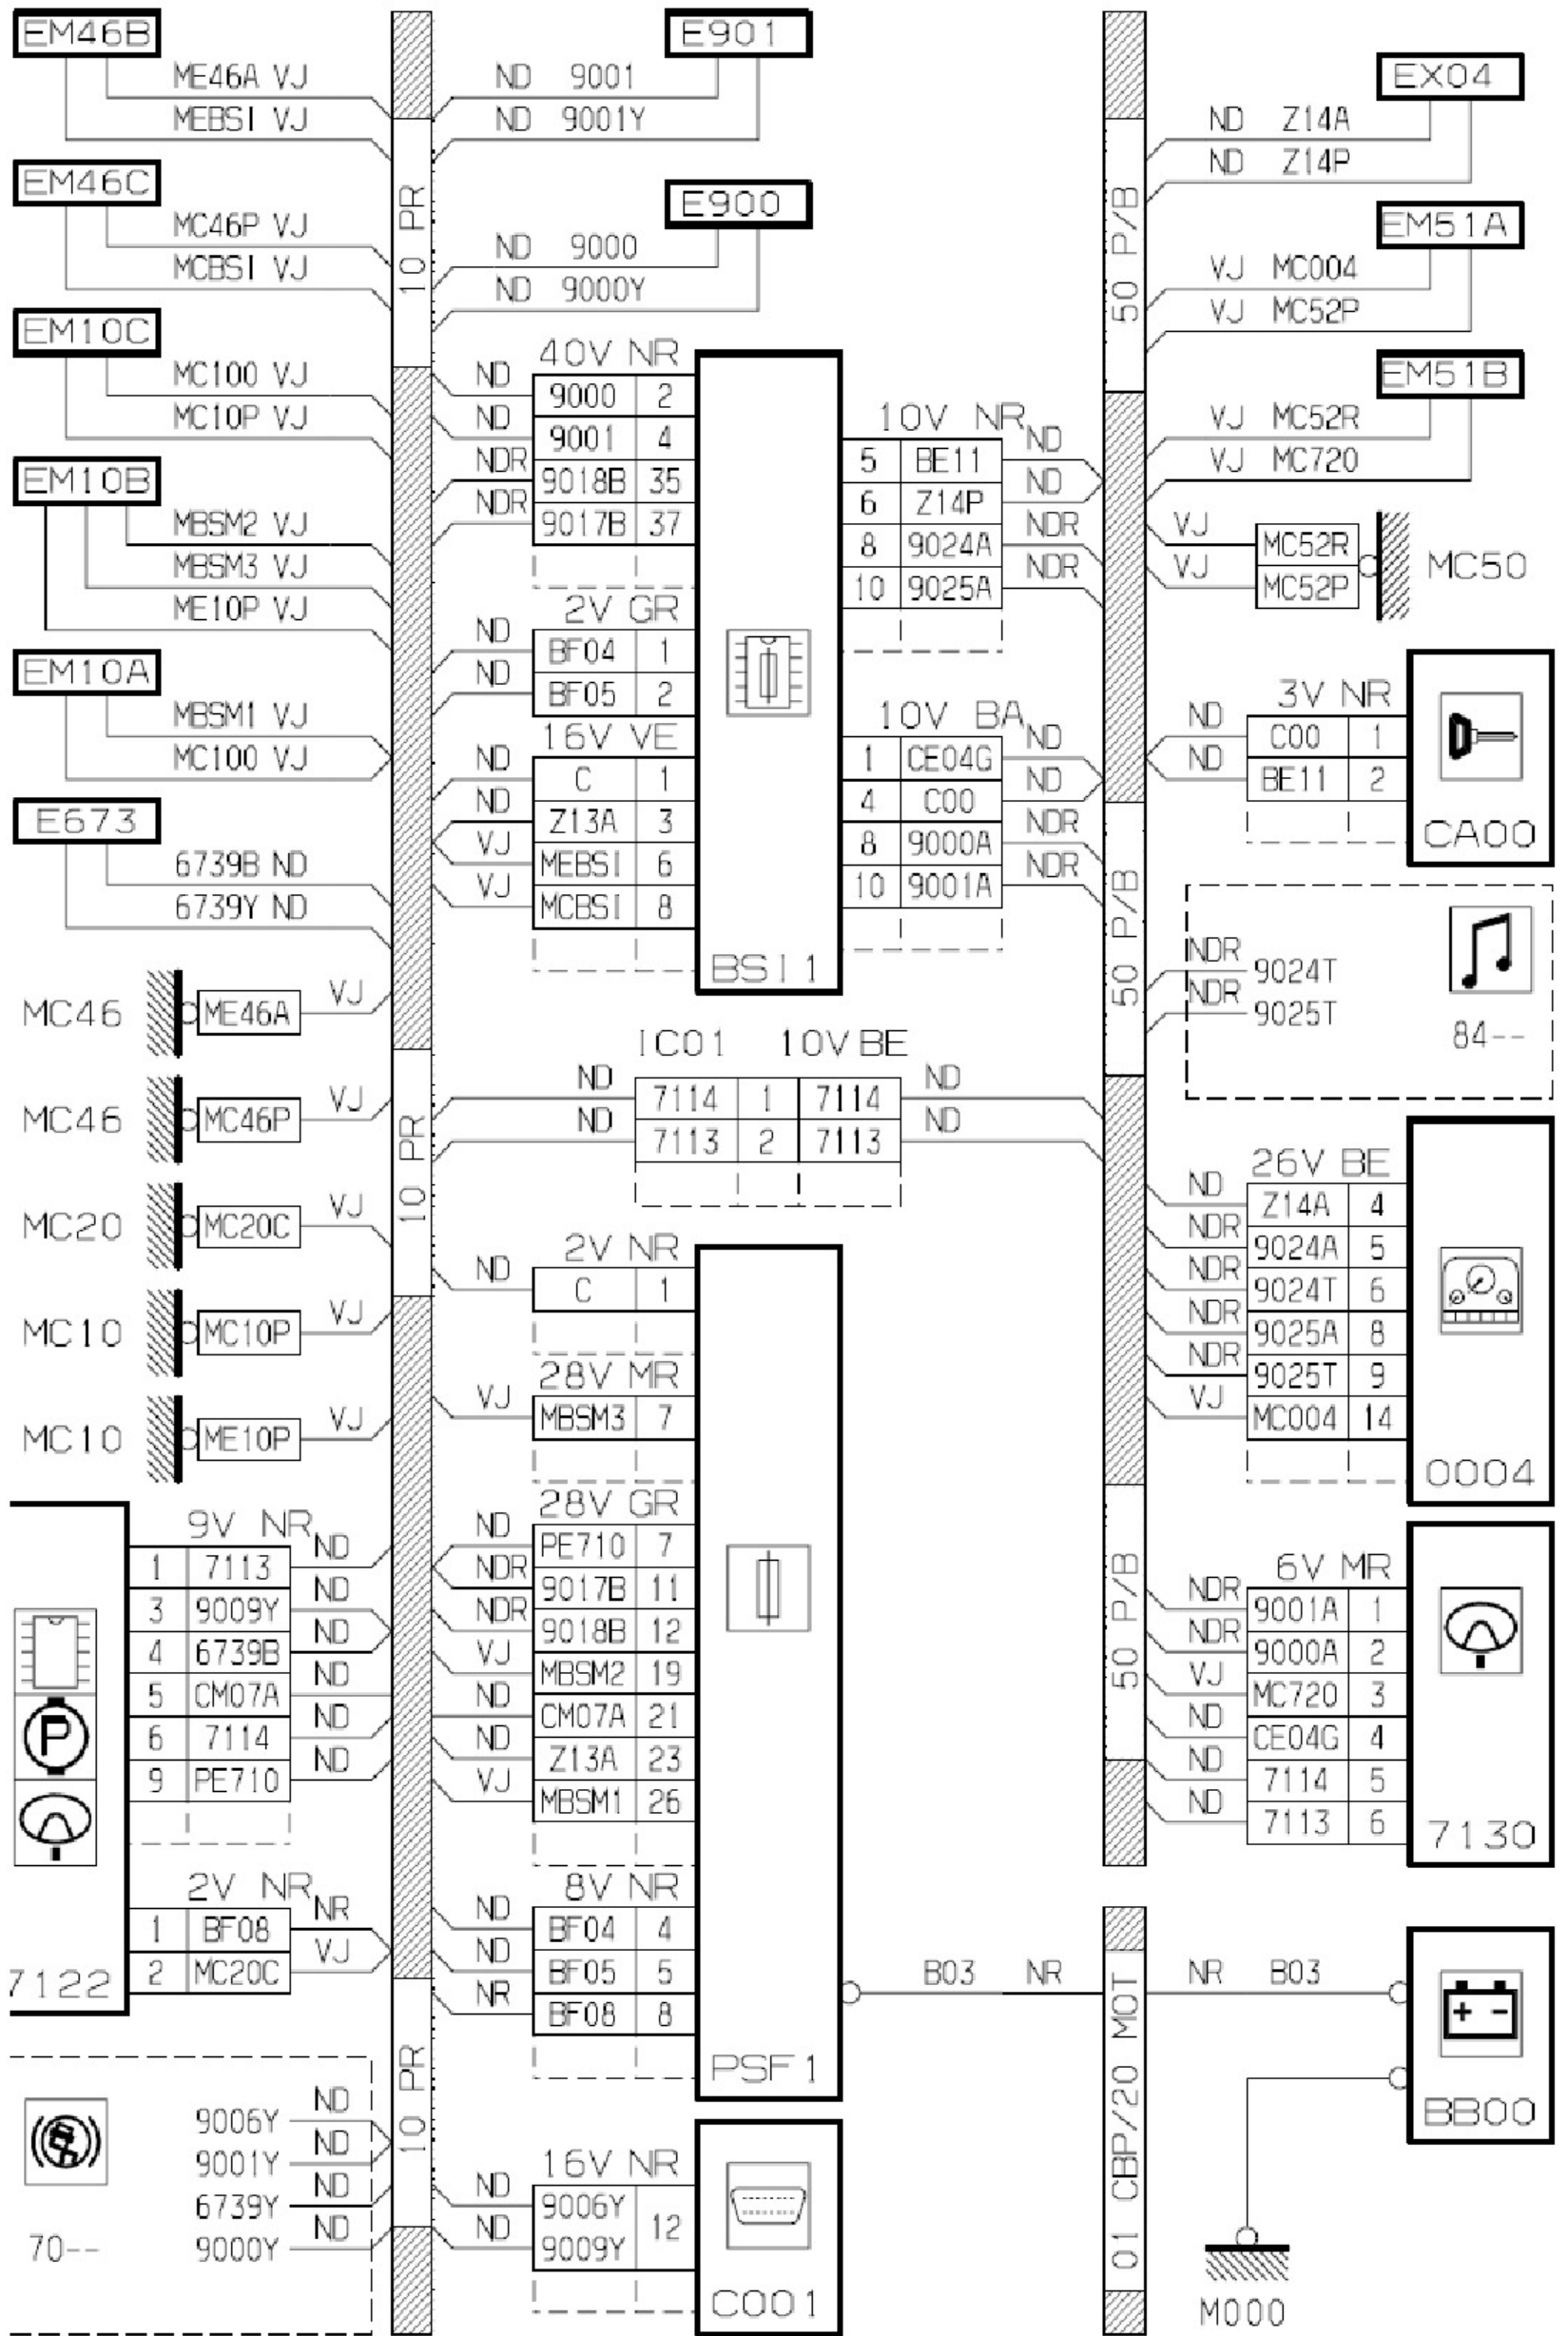 EM46B
ME46A VJ
MEBSI VJ
EM46C
MC46P VJ
MCBSI VJ
EM10C
MC100 VJ
MC10P VJ
EM10B
MBSM2 VJ
MBSM3 VJ
ME10P VJ
EM10A
MBSM1 VJ
MC100 VJ
E673
6739B ND
6739Y ND
MC46 ME46A VJ
MC46 MC46P VJ
MC20 MC20C VJ
MC10 MC10P VJ
MC10 ME10P VJ
9V NR
1 7113 ND
3 9009Y ND
4 6739B ND
5 CM07A ND
6 7114 ND
9 PE710 ND
P
2V NR
1 BF08 NR
2 MC20C VJ
7122
9006Y ND
9001Y ND
6739Y ND
9000Y ND
70--
10 PR
10 PR
10 PR
E901
ND 9001
ND 9001Y
E900
ND 9000
ND 9000Y
40V NR
ND 9000 2
ND 9001 4
NDR 9018B 35
NDR 9017B 37
2V GR
ND BF04 1
ND BF05 2
16V VE
ND C 1
ND Z13A 3
VJ MEBSI 6
VJ MCBSI 8
BSI1
10V NR
5 BE11 ND
6 Z14P ND
8 9024A NDR
10 9025A NDR
10V BA
1 CE04G ND
4 C00 ND
8 9000A NDR
10 9001A NDR
IC01 10V BE
ND 7114 1 7114 ND
ND 7113 2 7113 ND
2V NR
ND C 1
28V MR
VJ MBSM3 7
28V GR
ND PE710 7
NDR 9017B 11
NDR 9018B 12
VJ MBSM2 19
ND CM07A 21
ND Z13A 23
VJ MBSM1 26
8V NR
ND BF04 4
ND BF05 5
NR BF08 8
PSF1
B03 NR
16V NR
ND 9006Y 12
ND 9009Y
C001
50 P/B
50 P/B
50 P/B
01 CBP/20 MOT
EX04
ND Z14A
ND Z14P
EM51A
VJ MC004
VJ MC52P
EM51B
VJ MC52R
VJ MC720
VJ MC52R
VJ MC52P
MC50
3V NR
ND C00 1
ND BE11 2
CA00
NDR 9024T
NDR 9025T
84--
26V BE
ND Z14A 4
NDR 9024A 5
NDR 9024T 6
NDR 9025A 8
NDR 9025T 9
VJ MC004 14
0004
6V MR
NDR 9001A 1
NDR 9000A 2
VJ MC720 3
ND CE04G 4
ND 7114 5
ND 7113 6
7130
NR B03
+ -
BB00
M000